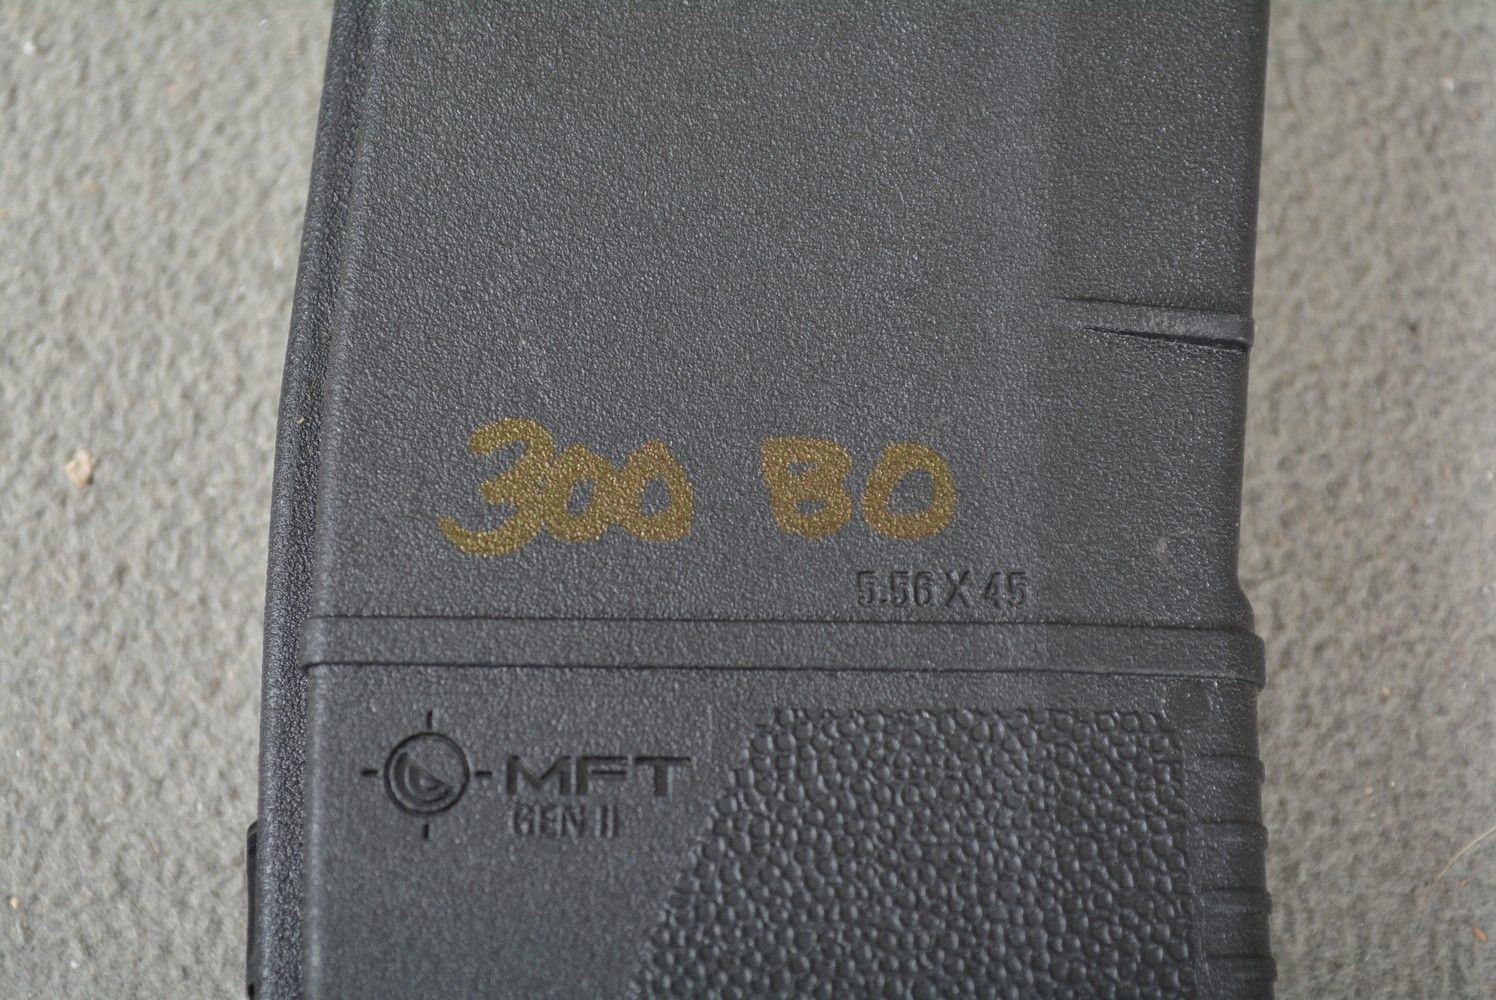 300 BO
5.56 X 45
MFT
GEN II